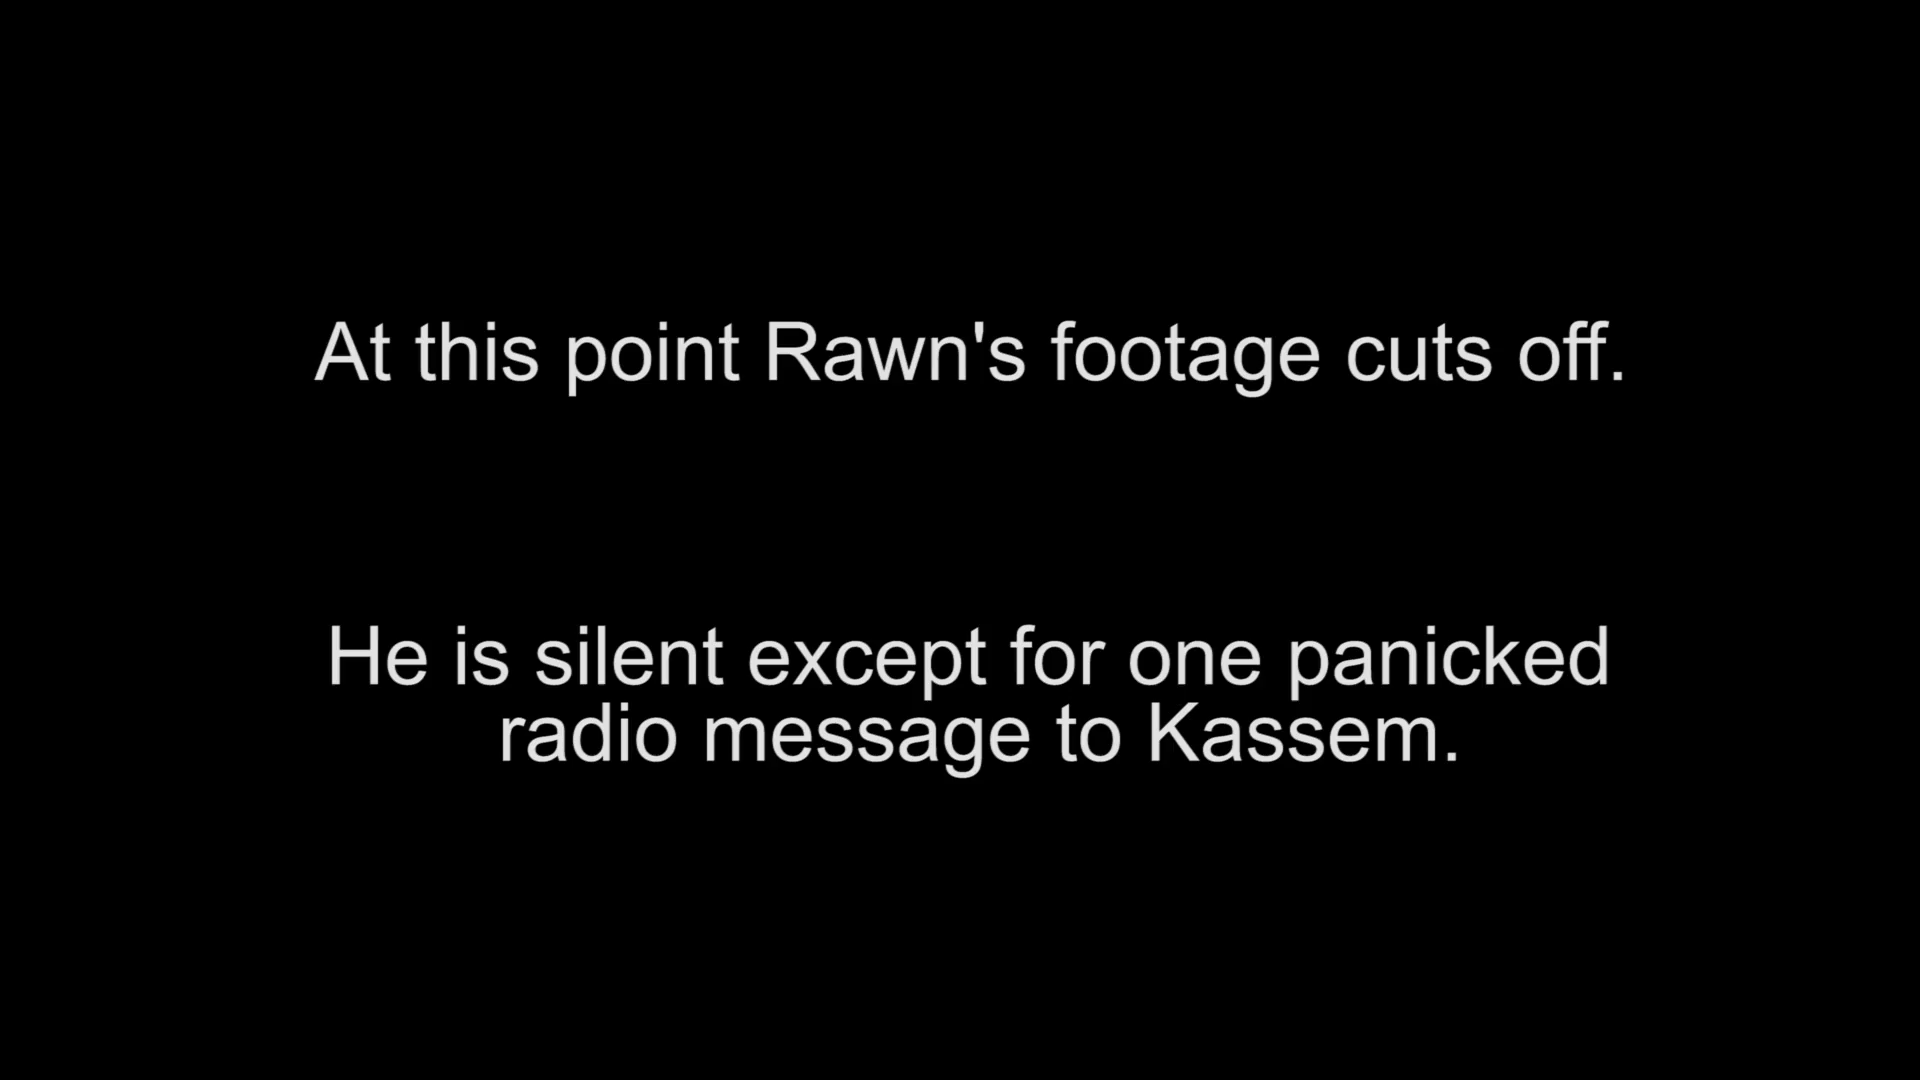 At this point Rawn's footage cuts off.
He is silent except for one panicked
radio message to Kassem.